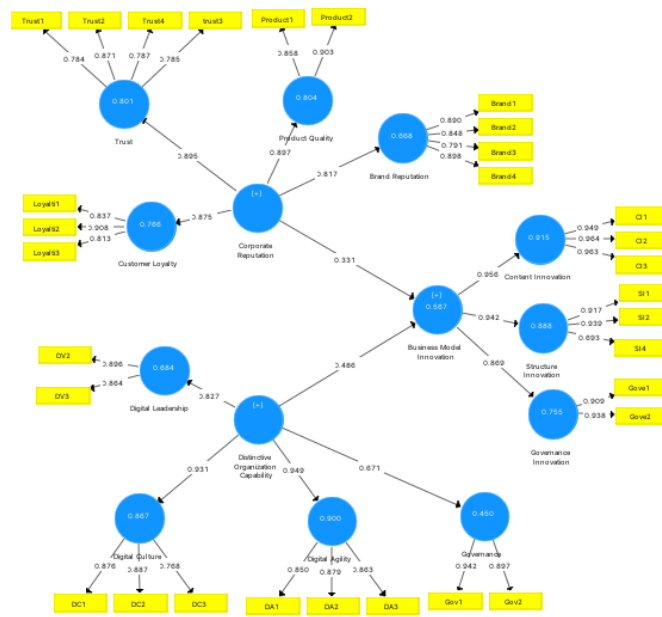 Trust1 Trust2 Trust4 trust3
Product1 Product2
0.784 0.871 0.787 0.785
0.858 0.903
0.801
Trust
0.804
Product Quality
0.668
Brand Reputation
0.890
0.848
0.791
0.898
Brand1
Brand2
Brand3
Brand4
0.895
0.897
0.817
Loyalti1
Loyalti2
Loyalti3
0.837
0.908
0.813
0.766
Customer Loyalty
0.875
[+]
Corporate
Reputation
0.331
0.915
Content Innovation
0.949
0.964
0.963
CI1
CI2
CI3
0.956
[+]
0.567
Business Model
Innovation
0.942
0.888
Structure
Innovation
0.917
0.939
0.693
SI1
SI2
SI4
0.869
0.755
Governance
Innovation
0.909
0.938
Gove1
Gove2
0.486
DV2
DV3
0.896
0.864
0.684
Digital Leadership
0.827
[+]
Distinctive
Organization
Capability
0.931
0.949
0.671
0.867
Digital Culture
0.900
Digital Agility
0.450
Governance
0.876 0.887 0.768
0.850 0.879 0.863
0.942 0.897
DC1 DC2 DC3
DA1 DA2 DA3
Gov1 Gov2